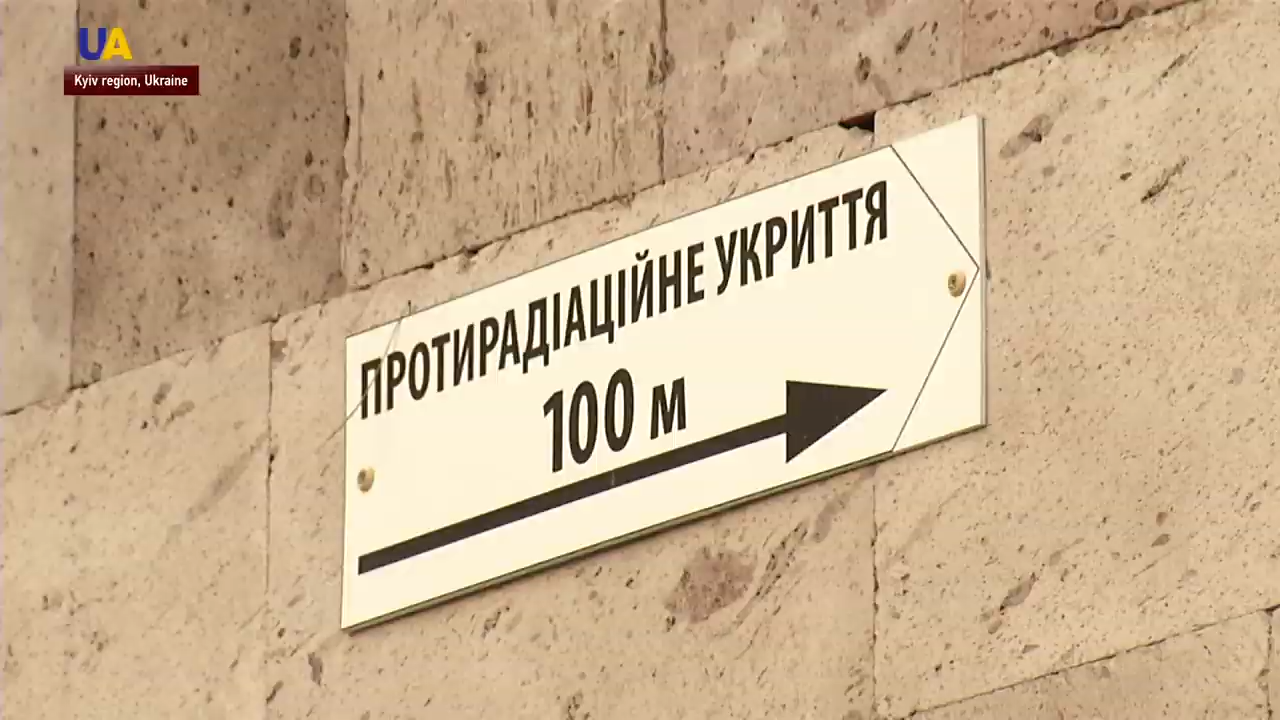 UA
Kyiv region, Ukraine
ПРОТИРАДІАЦІЙНЕ УКРИТТЯ
100 м